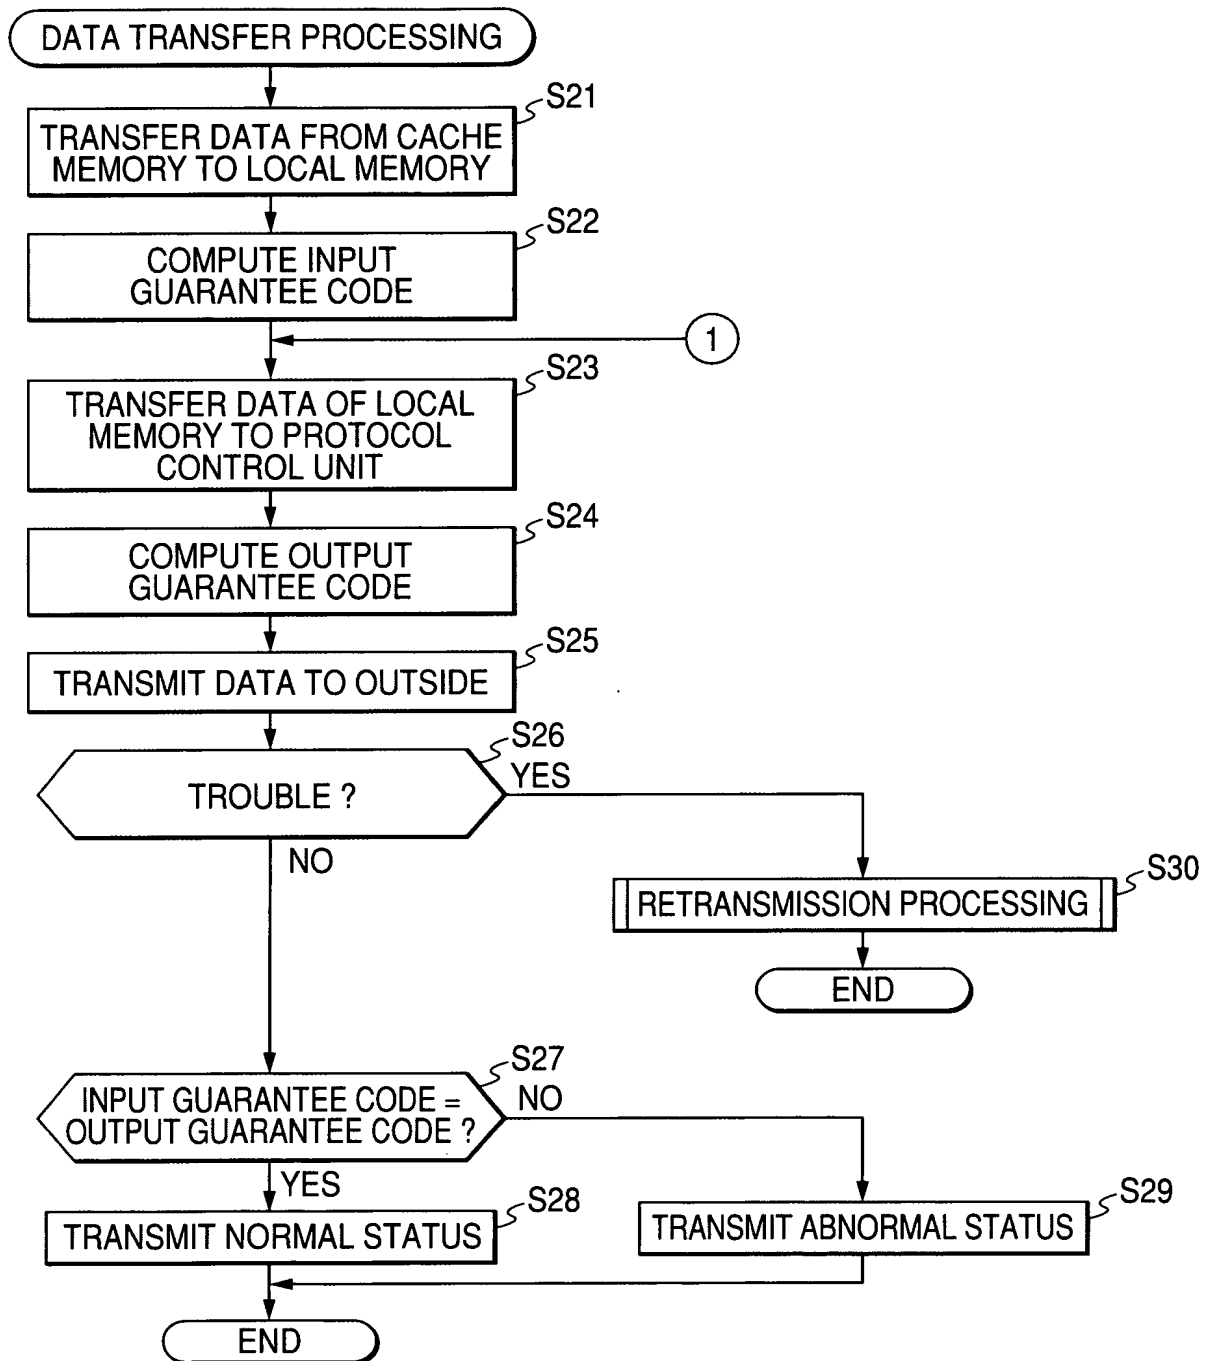 DATA TRANSFER PROCESSING
S21
TRANSFER DATA FROM CACHE
MEMORY TO LOCAL MEMORY
S22
COMPUTE INPUT
GUARANTEE CODE
1
S23
TRANSFER DATA OF LOCAL
MEMORY TO PROTOCOL
CONTROL UNIT
S24
COMPUTE OUTPUT
GUARANTEE CODE
S25
TRANSMIT DATA TO OUTSIDE
S26
TROUBLE ?
YES
NO
S30
RETRANSMISSION PROCESSING
END
S27
INPUT GUARANTEE CODE =
OUTPUT GUARANTEE CODE ?
NO
YES
S28
TRANSMIT NORMAL STATUS
S29
TRANSMIT ABNORMAL STATUS
END